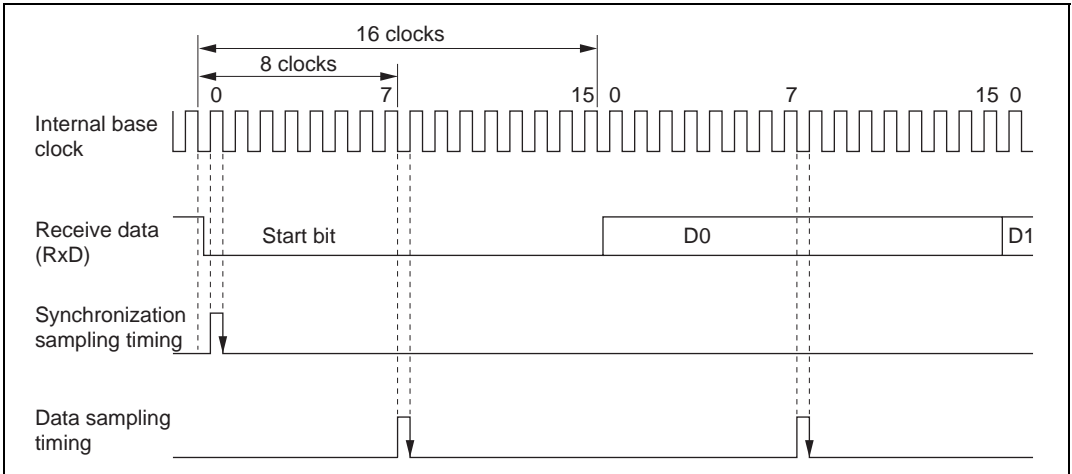 16 clocks
8 clocks
0 7 15 0 7 15 0
Internal base
clock
Receive data
(RxD)
Start bit D0 D1
Synchronization
sampling timing
Data sampling
timing